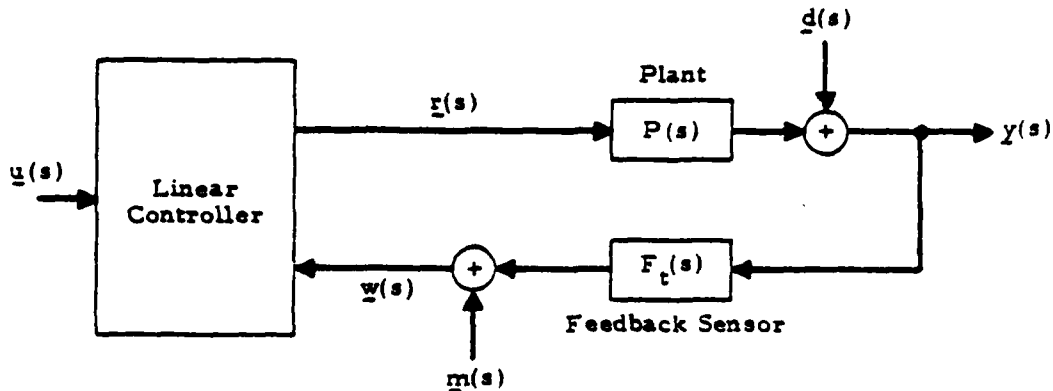 d(s)
Plant
r(s)
P(s)
+
y(s)
u(s)
Linear
Controller
+
F_t(s)
w(s)
Feedback Sensor
m(s)